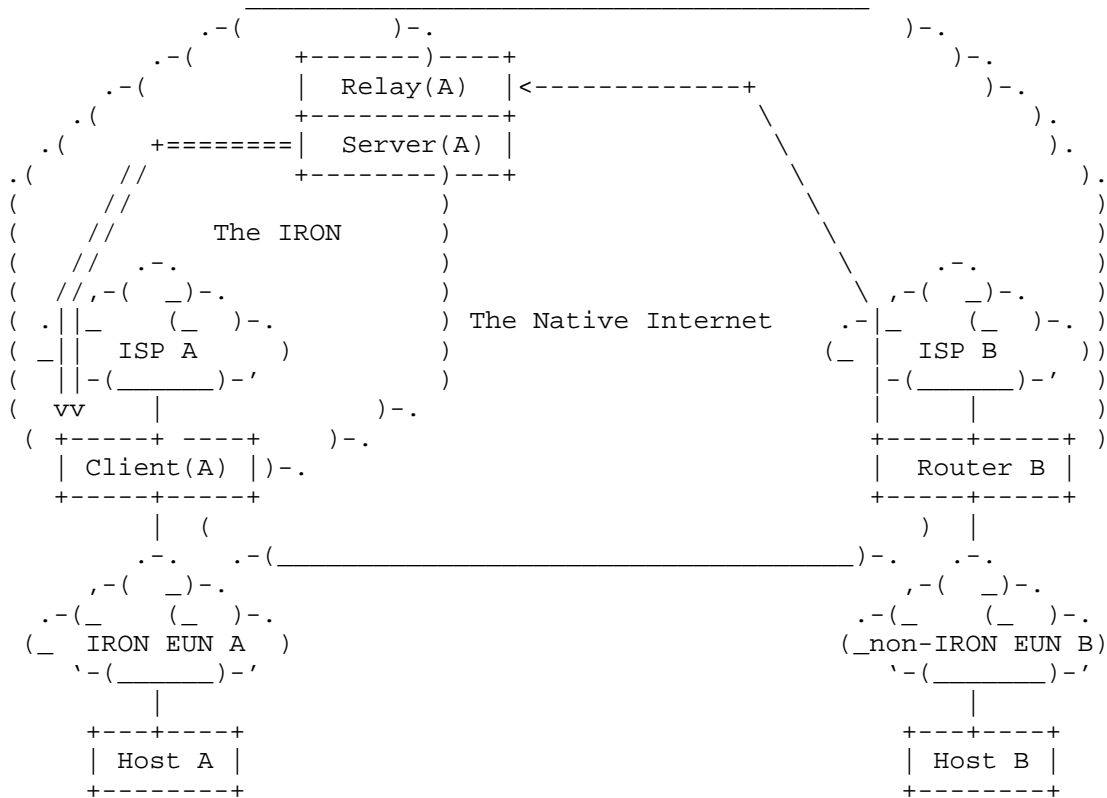 Relay(A)
Server(A)
The IRON
The Native Internet
ISP A
ISP B
Client(A)
Router B
IRON EUN A
non-IRON EUN B
Host A
Host B